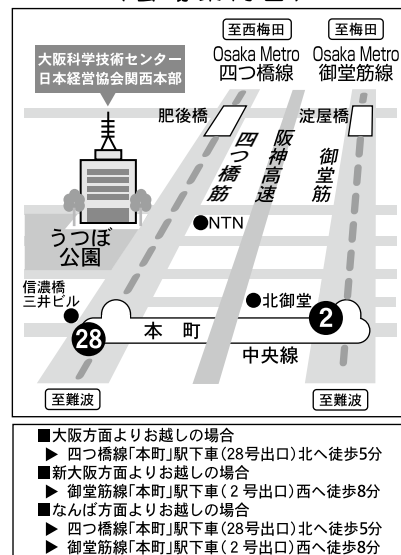 至西梅田
至梅田
Osaka Metro
四つ橋線
Osaka Metro
御堂筋線
大阪科学技術センター
日本経営協会関西本部
肥後橋
淀屋橋
四つ橋筋
阪神高速
御堂筋
NTN
うつぼ
公園
信濃橋
三井ビル
北御堂
28
本町
2
中央線
至難波
至難波
■大阪方面よりお越しの場合
▶ 四つ橋線「本町」駅下車(28号出口)北へ徒歩5分
■新大阪方面よりお越しの場合
▶ 御堂筋線「本町」駅下車(2号出口)西へ徒歩8分
■なんば方面よりお越しの場合
▶ 四つ橋線「本町」駅下車(28号出口)北へ徒歩5分
▶ 御堂筋線「本町」駅下車(2号出口)西へ徒歩8分